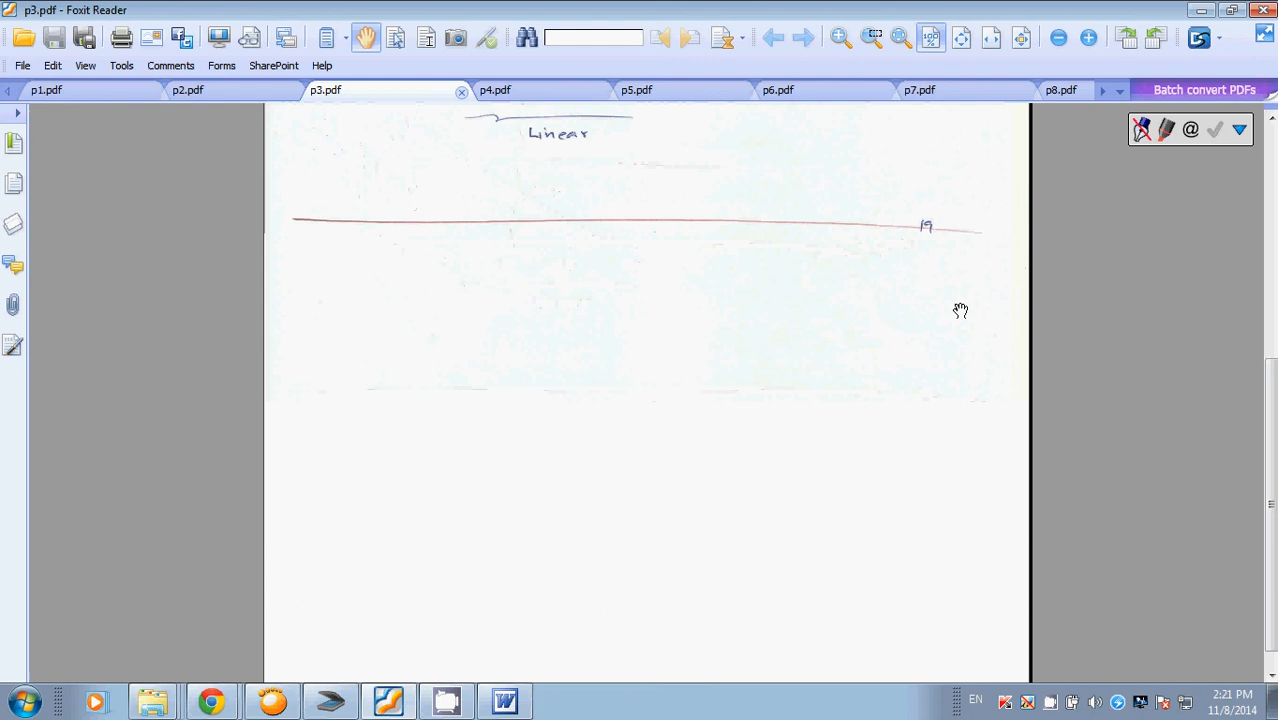 p3.pdf - Foxit Reader
File Edit View Tools Comments Forms SharePoint Help
p1.pdf p2.pdf p3.pdf p4.pdf p5.pdf p6.pdf p7.pdf p8.pdf Batch convert PDFs
Linear
19
EN
2:21 PM
11/8/2014